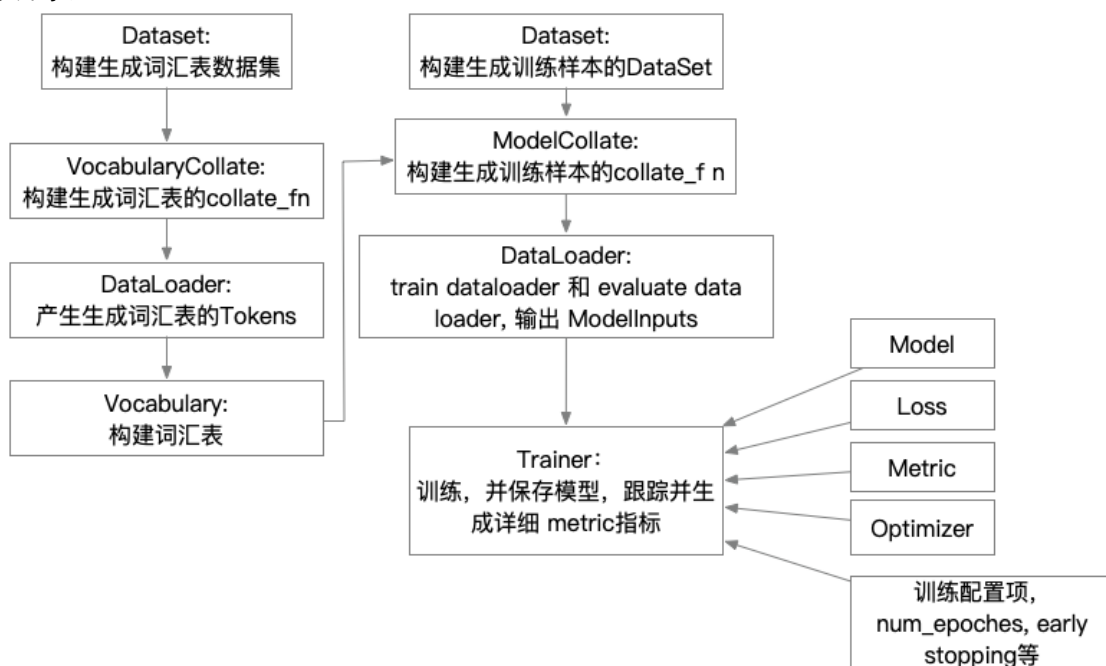 Dataset:
构建生成词汇表数据集
VocabularyCollate:
构建生成词汇表的collate_fn
DataLoader:
产生生成词汇表的Tokens
Vocabulary:
构建词汇表
Dataset:
构建生成训练样本的DataSet
ModelCollate:
构建生成训练样本的collate_f n
DataLoader:
train dataloader 和 evaluate data
loader, 输出 ModelInputs
Trainer：
训练，并保存模型，跟踪并生
成详细 metric指标
Model
Loss
Metric
Optimizer
训练配置项,
num_epoches, early
stopping等